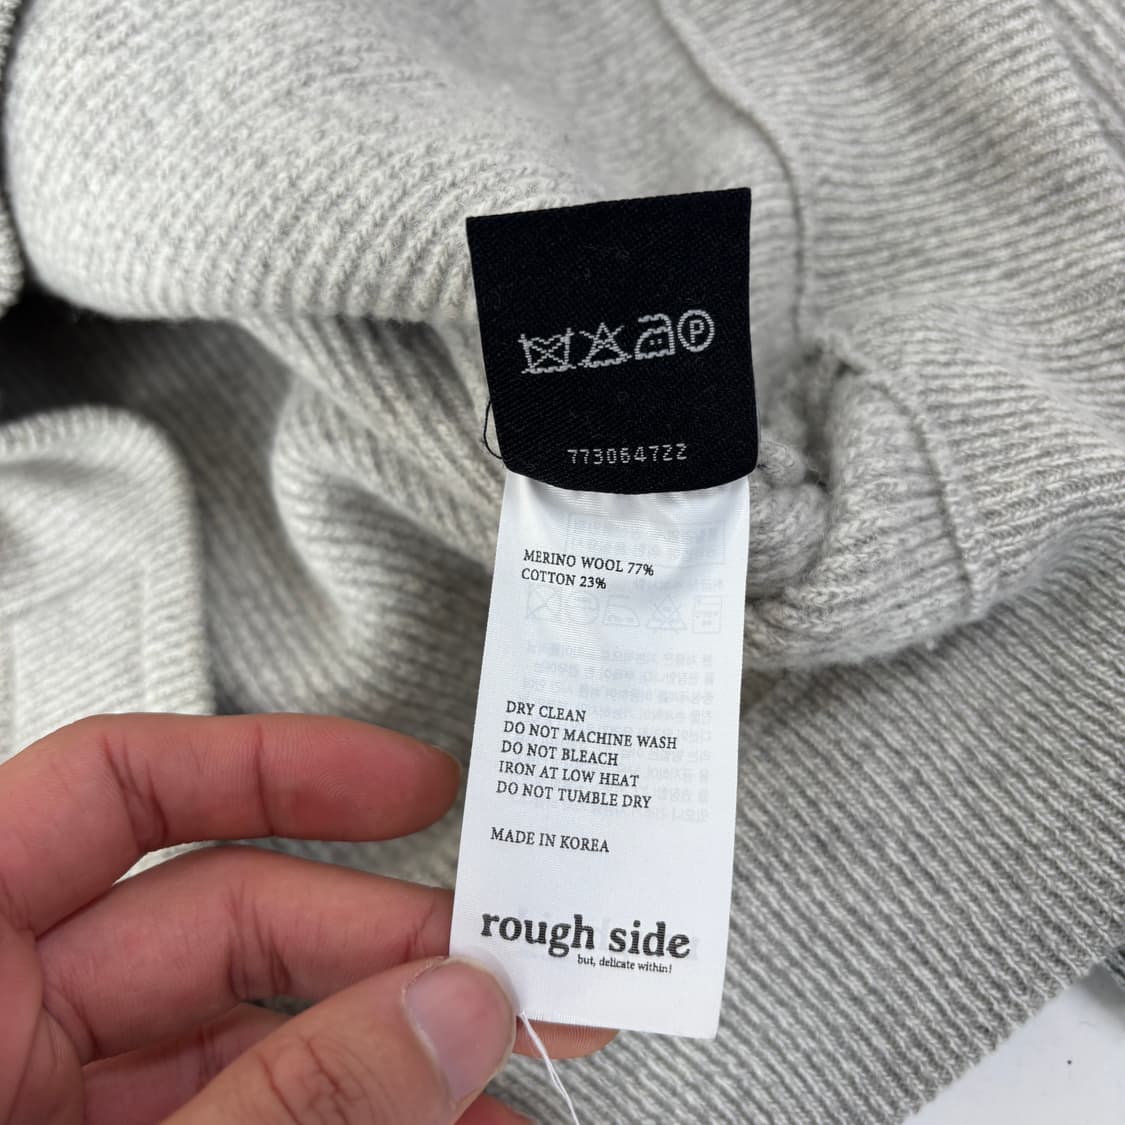 P
773064722
MERINO WOOL 77%
COTTON 23%
DRY CLEAN
DO NOT MACHINE WASH
DO NOT BLEACH
IRON AT LOW HEAT
DO NOT TUMBLE DRY
MADE IN KOREA
rough side
but, delicate within!